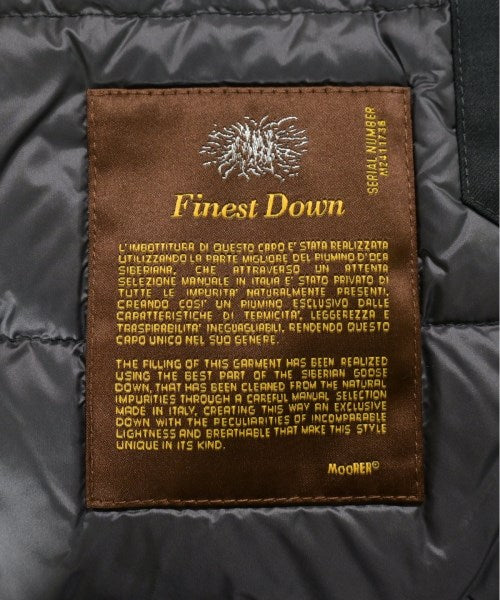 SERIAL NUMBER
M2411736
Finest Down
L'IMBOTTITURA DI QUESTO CAPO E' STATA REALIZZATA
UTILIZZANDO LA PARTE MIGLIORE DEL PIUMINO D'OCA
SIBERIANA, CHE ATTRAVERSO UN ATTENTA
SELEZIONE MANUALE IN ITALIA E' STATO PRIVATO DI
TUTTE LE IMPURITA' NATURALMENTE PRESENTI,
CREANDO COSI' UN PIUMINO ESCLUSIVO DALLE
CARATTERISTICHE DI TERMICITA', LEGGEREZZA E
TRASPIRABILITA' INEGUAGLIABILI, RENDENDO QUESTO
CAPO UNICO NEL SUO GENERE.
THE FILLING OF THIS GARMENT HAS BEEN REALIZED
USING THE BEST PART OF THE SIBERIAN GOOSE
DOWN, THAT HAS BEEN CLEANED FROM THE NATURAL
IMPURITIES THROUGH A CAREFUL MANUAL SELECTION
MADE IN ITALY, CREATING THIS WAY AN EXCLUSIVE
DOWN WITH THE PECULIARITIES OF INCOMPARABLE
LIGHTNESS AND BREATHABLE THAT MAKE THIS STYLE
UNIQUE IN ITS KIND.
MOORER©